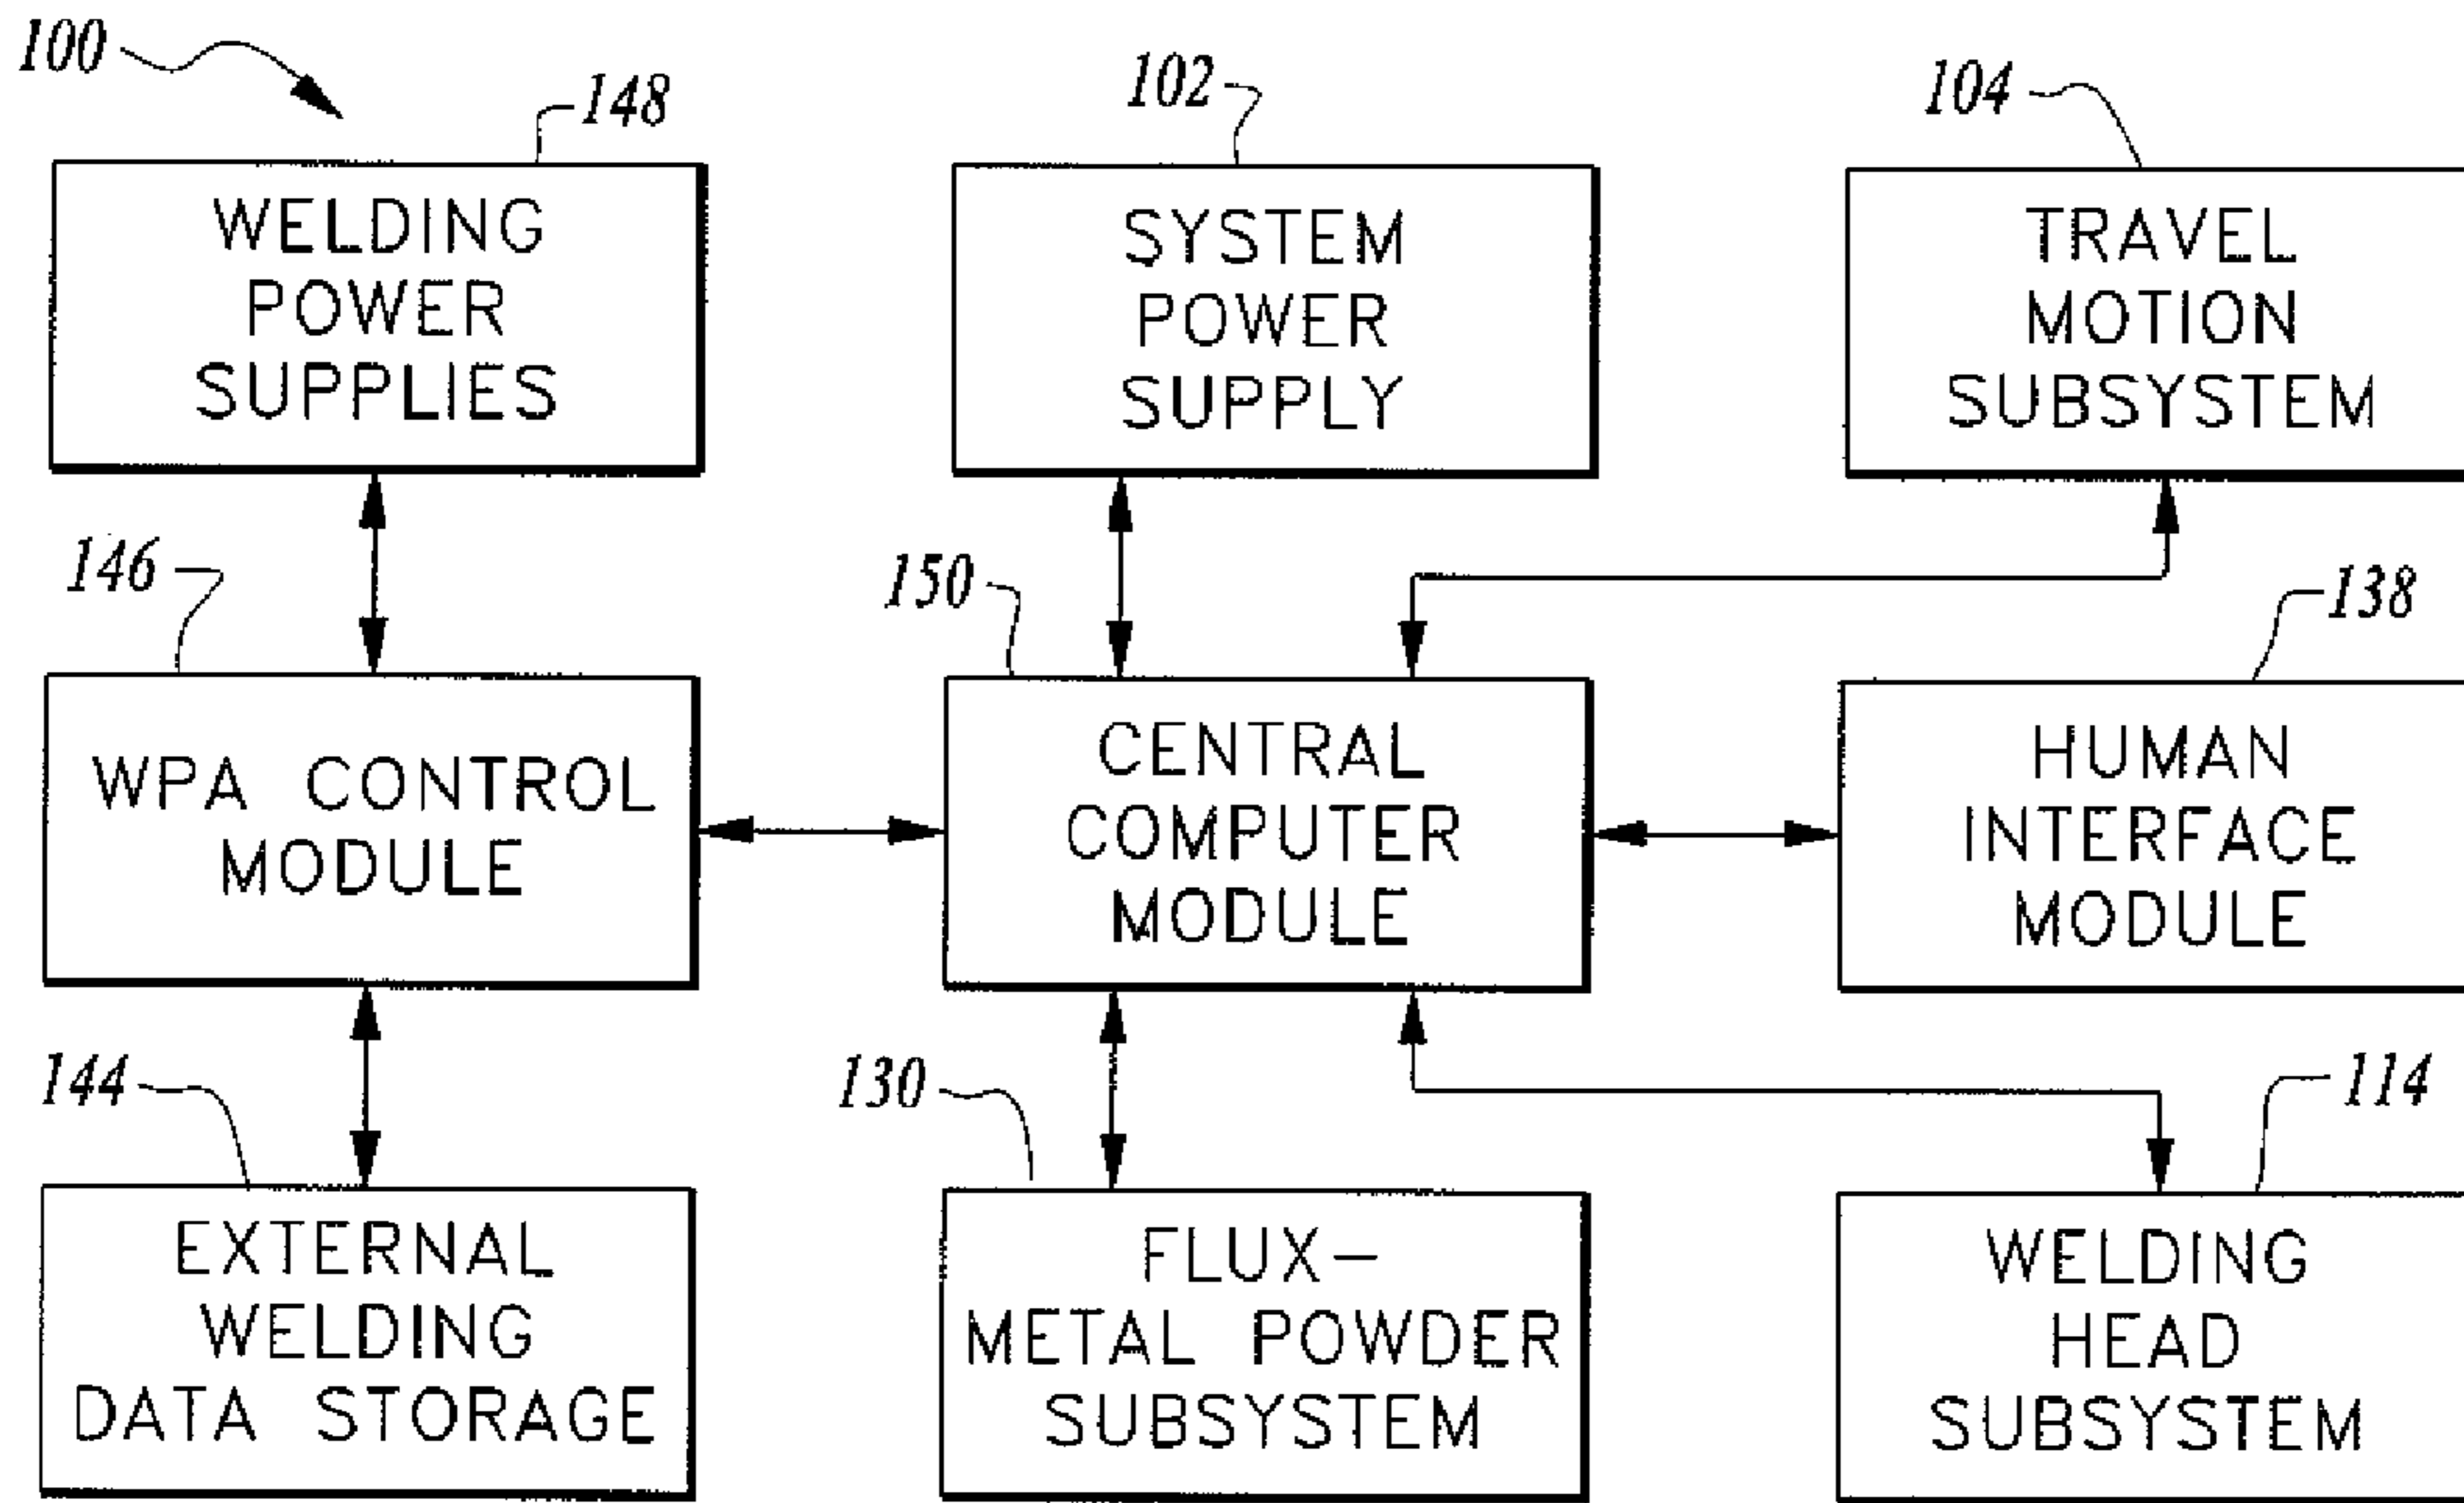 100
148
WELDING
POWER
SUPPLIES
102
SYSTEM
POWER
SUPPLY
104
TRAVEL
MOTION
SUBSYSTEM
146
WPA CONTROL
MODULE
150
CENTRAL
COMPUTER
MODULE
138
HUMAN
INTERFACE
MODULE
144
EXTERNAL
WELDING
DATA STORAGE
130
FLUX-
METAL POWDER
SUBSYSTEM
114
WELDING
HEAD
SUBSYSTEM